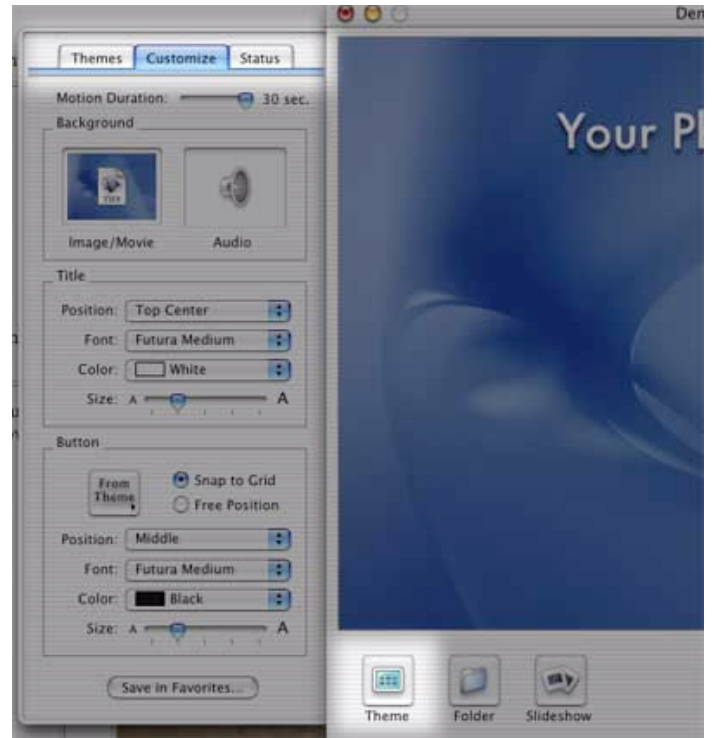 Themes Customize Status
Motion Duration: 30 sec.
Background
TIFF
Image/Movie Audio
Title
Position: Top Center
Font: Futura Medium
Color: White
Size: A A
Button
From Theme
Snap to Grid
Free Position
Position: Middle
Font: Futura Medium
Color: Black
Size: A A
Save in Favorites...
Your Ph
Theme Folder Slideshow